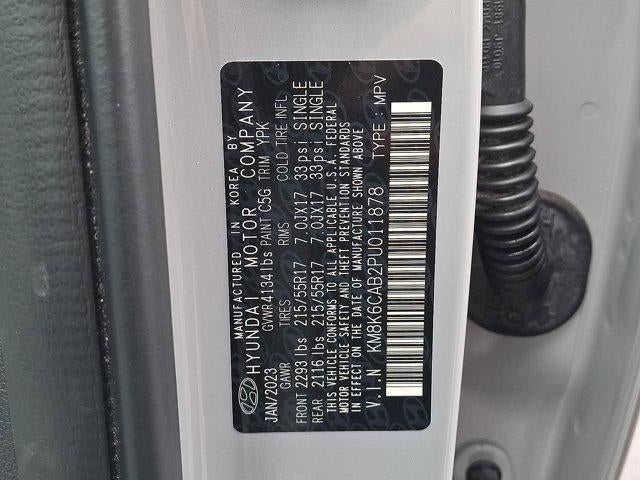 MANUFACTURED IN KOREA BY
HYUNDAI MOTOR COMPANY
JAN/2023 GVWR 4134 lbs PAINT C5G TRIM YPK
GAWR TIRES RIMS COLD TIRE INFL
FRONT 2293 lbs 215/55R17 7.0JX17 33psi SINGLE
REAR 2116 lbs 215/55R17 7.0JX17 33psi SINGLE
THIS VEHICLE CONFORMS TO ALL APPLICABLE U.S.A. FEDERAL
MOTOR VEHICLE SAFETY AND THEFT PREVENTION STANDARDS
IN EFFECT ON THE DATE OF MANUFACTURE SHOWN ABOVE
V.I.N KM8K6CAB2PU011878 TYPE : MPV